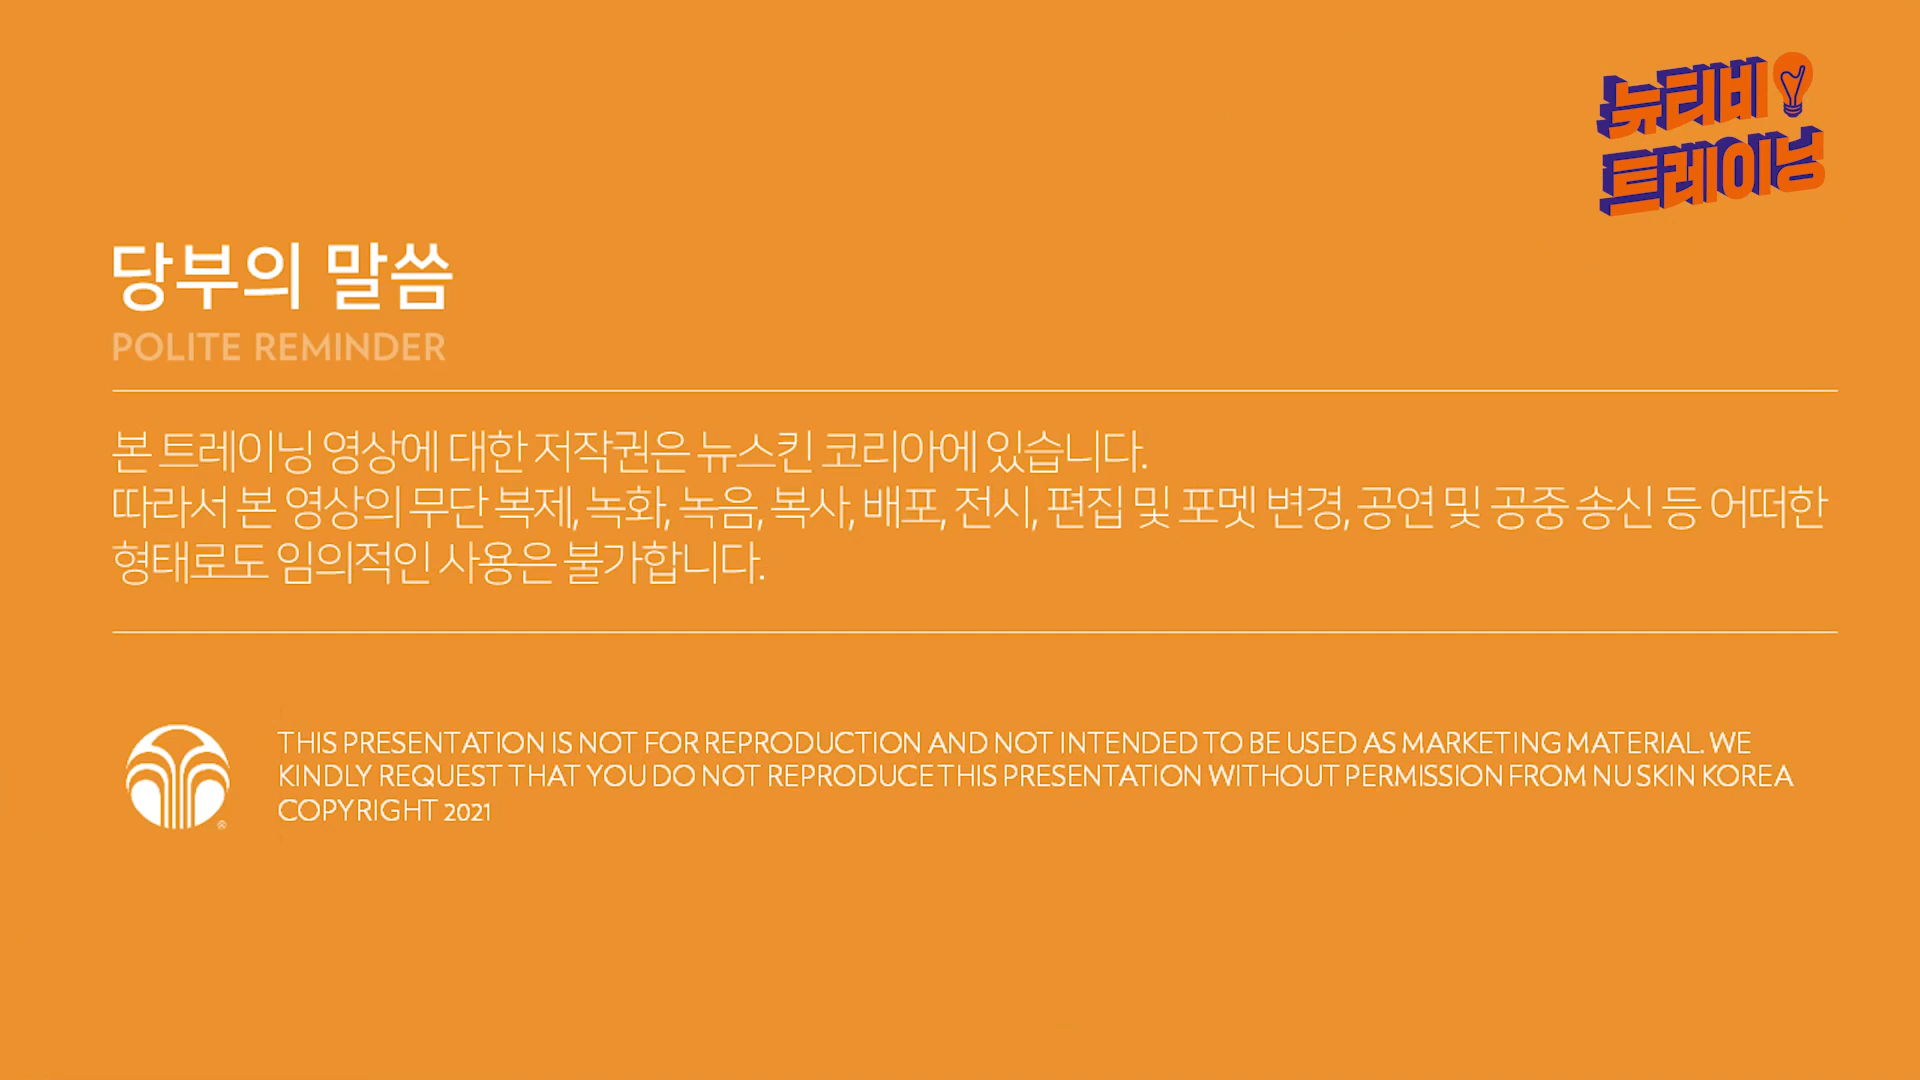 뉴티비
트레이닝
당부의 말씀
POLITE REMINDER
본 트레이닝 영상에 대한 저작권은 뉴스킨 코리아에 있습니다.
따라서 본 영상의 무단 복제, 녹화, 녹음, 복사, 배포, 전시, 편집 및 포멧 변경, 공연 및 공중 송신 등 어떠한
형태로도 임의적인 사용은 불가합니다.
THIS PRESENTATION IS NOT FOR REPRODUCTION AND NOT INTENDED TO BE USED AS MARKETING MATERIAL. WE
KINDLY REQUEST THAT YOU DO NOT REPRODUCE THIS PRESENTATION WITHOUT PERMISSION FROM NU SKIN KOREA
COPYRIGHT 2021
®